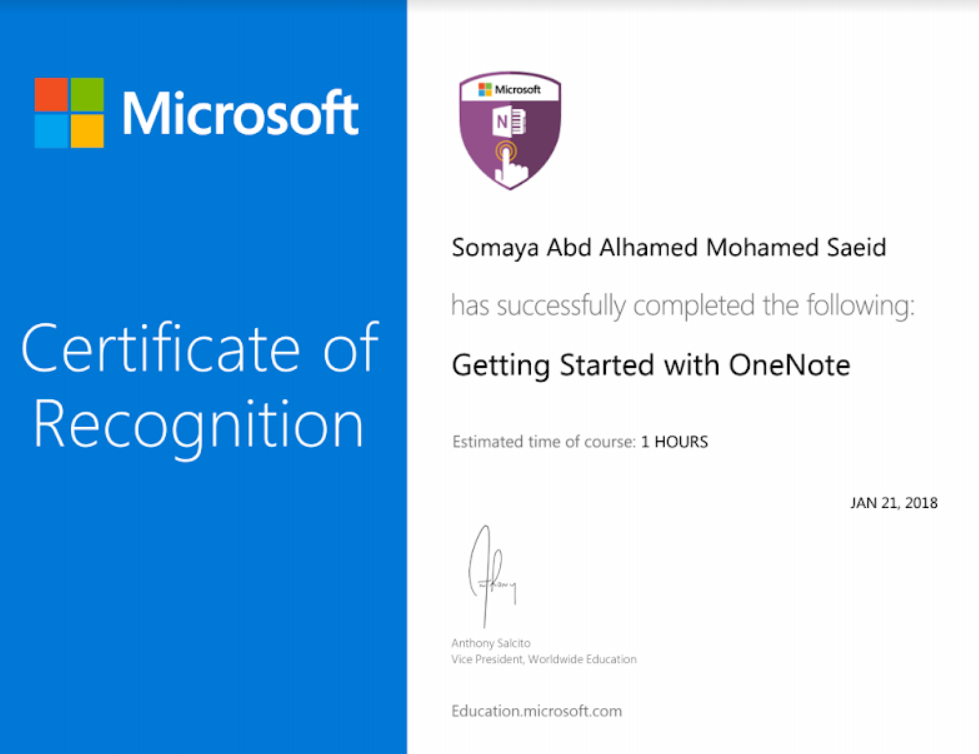 Microsoft
Certificate of
Recognition
Microsoft
N
Somaya Abd Alhamed Mohamed Saeid
has successfully completed the following:
Getting Started with OneNote
Estimated time of course: 1 HOURS
JAN 21, 2018
Anthony
Anthony Salcito
Vice President, Worldwide Education
Education.microsoft.com